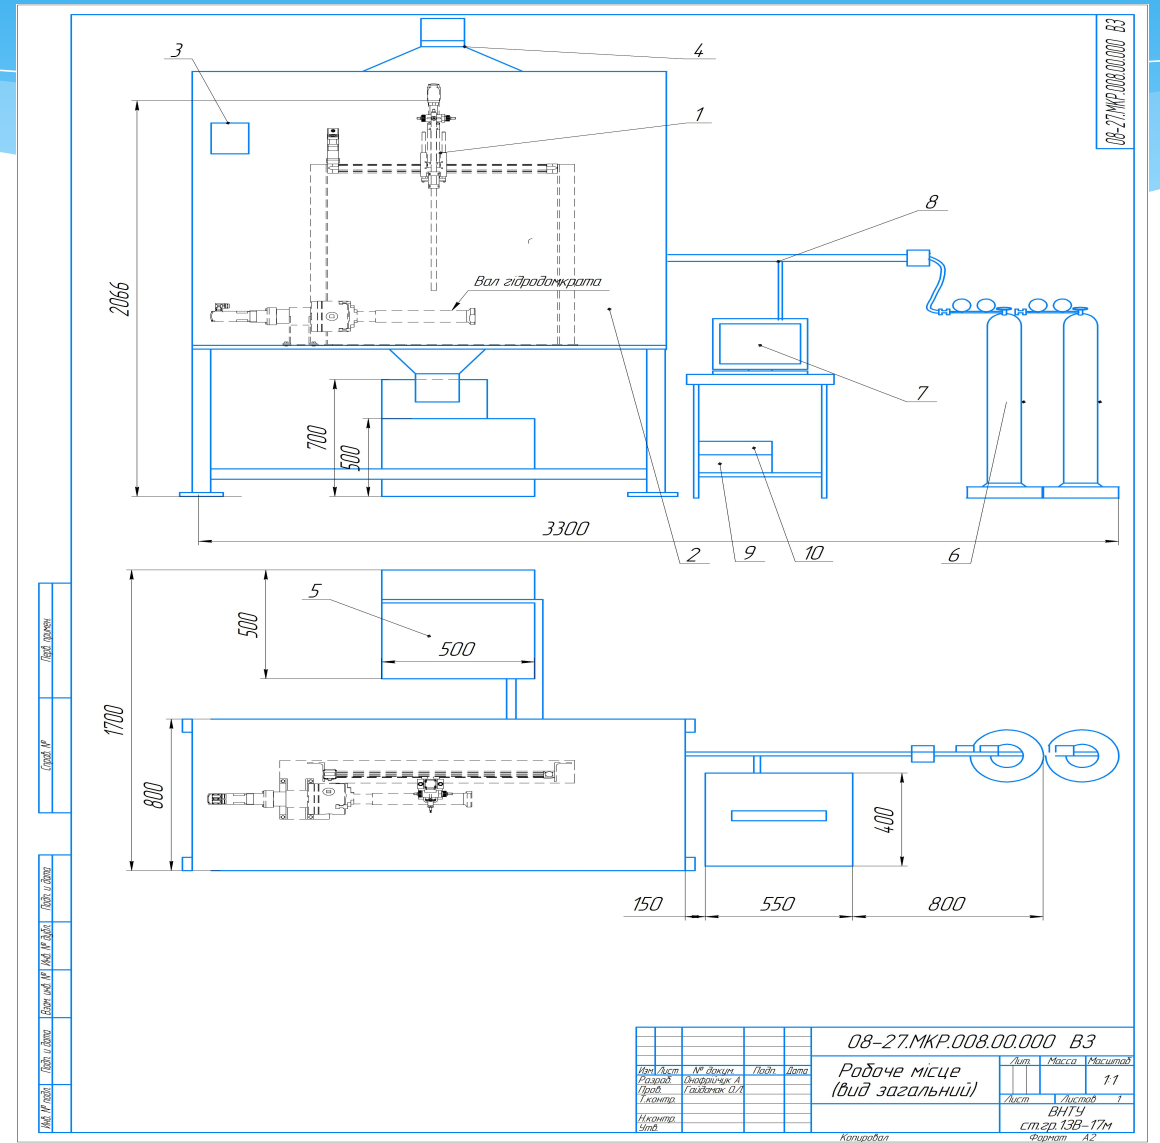 08-27.МКР.008.00.000 ВЗ
3
4
1
8
2066
Вал гідродомкрата
7
700
500
3300
2
9
10
6
5
500
500
1700
800
400
150
550
800
Перв. примен.
Справ. №
Подп. и дата
Инв. № дубл.
Взам. инв. №
Подп. и дата
Инв. № подл.
08-27.МКР.008.00.000 ВЗ
Изм. Лист № докум. Подп. Дата
Разраб. Онофрійчук А
Пров. Гайдамак О.Л
Т.контр.
Н.контр.
Утв.
Робоче місце
(вид загальний)
Лит. Масса Масштаб
1:1
Лист Листов 1
ВНТУ
ст.гр.1ЗВ-17м
Копировал Формат А2